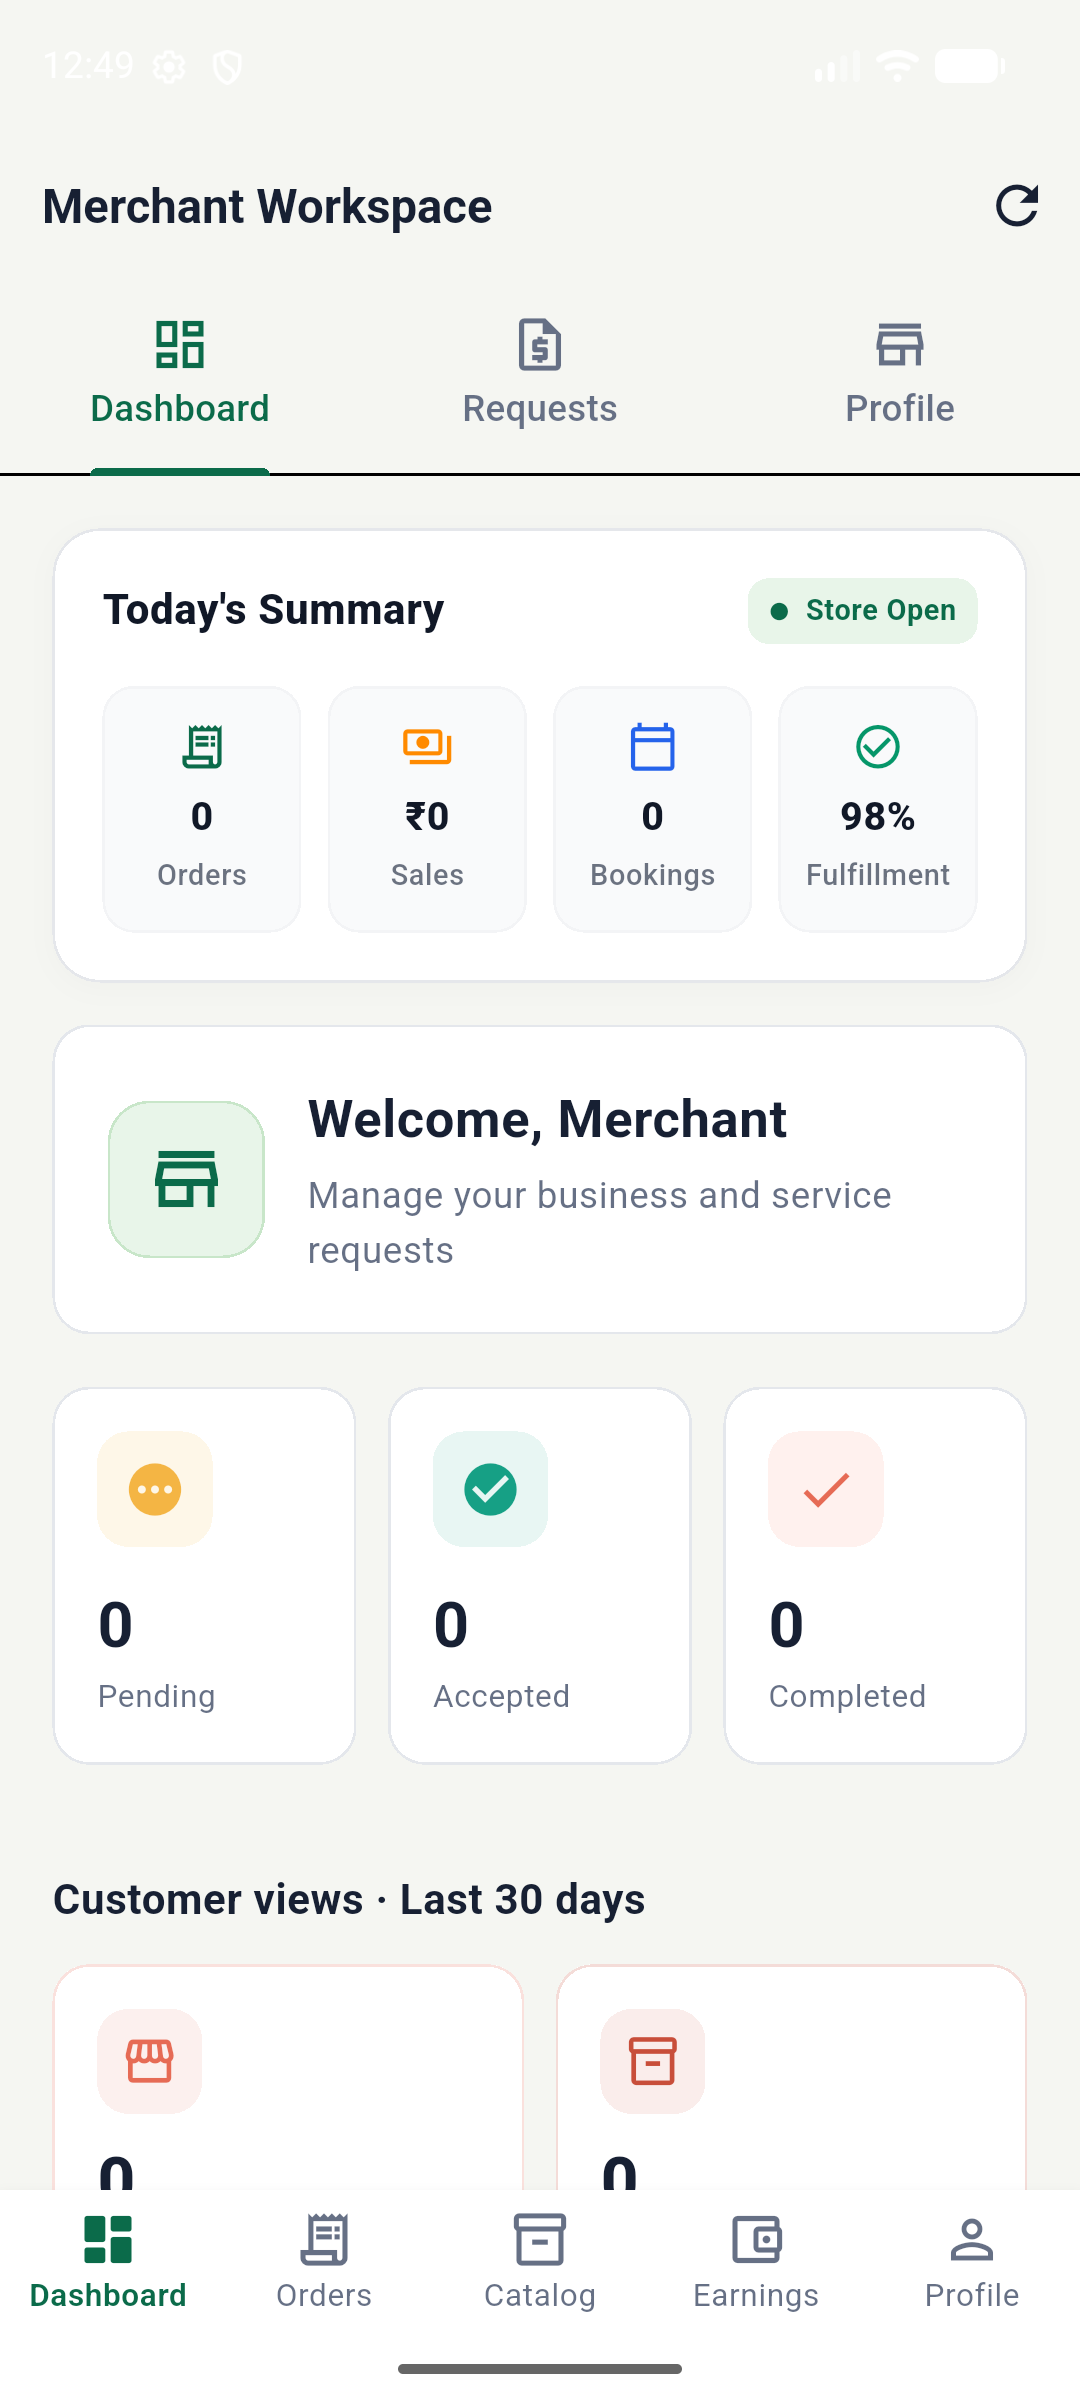 12:49
Merchant Workspace
Dashboard Requests Profile
Today's Summary
Store Open
0 ₹0 0 98%
Orders Sales Bookings Fulfillment
Welcome, Merchant
Manage your business and service
requests
0 0 0
Pending Accepted Completed
Customer views · Last 30 days
0 0
Dashboard Orders Catalog Earnings Profile